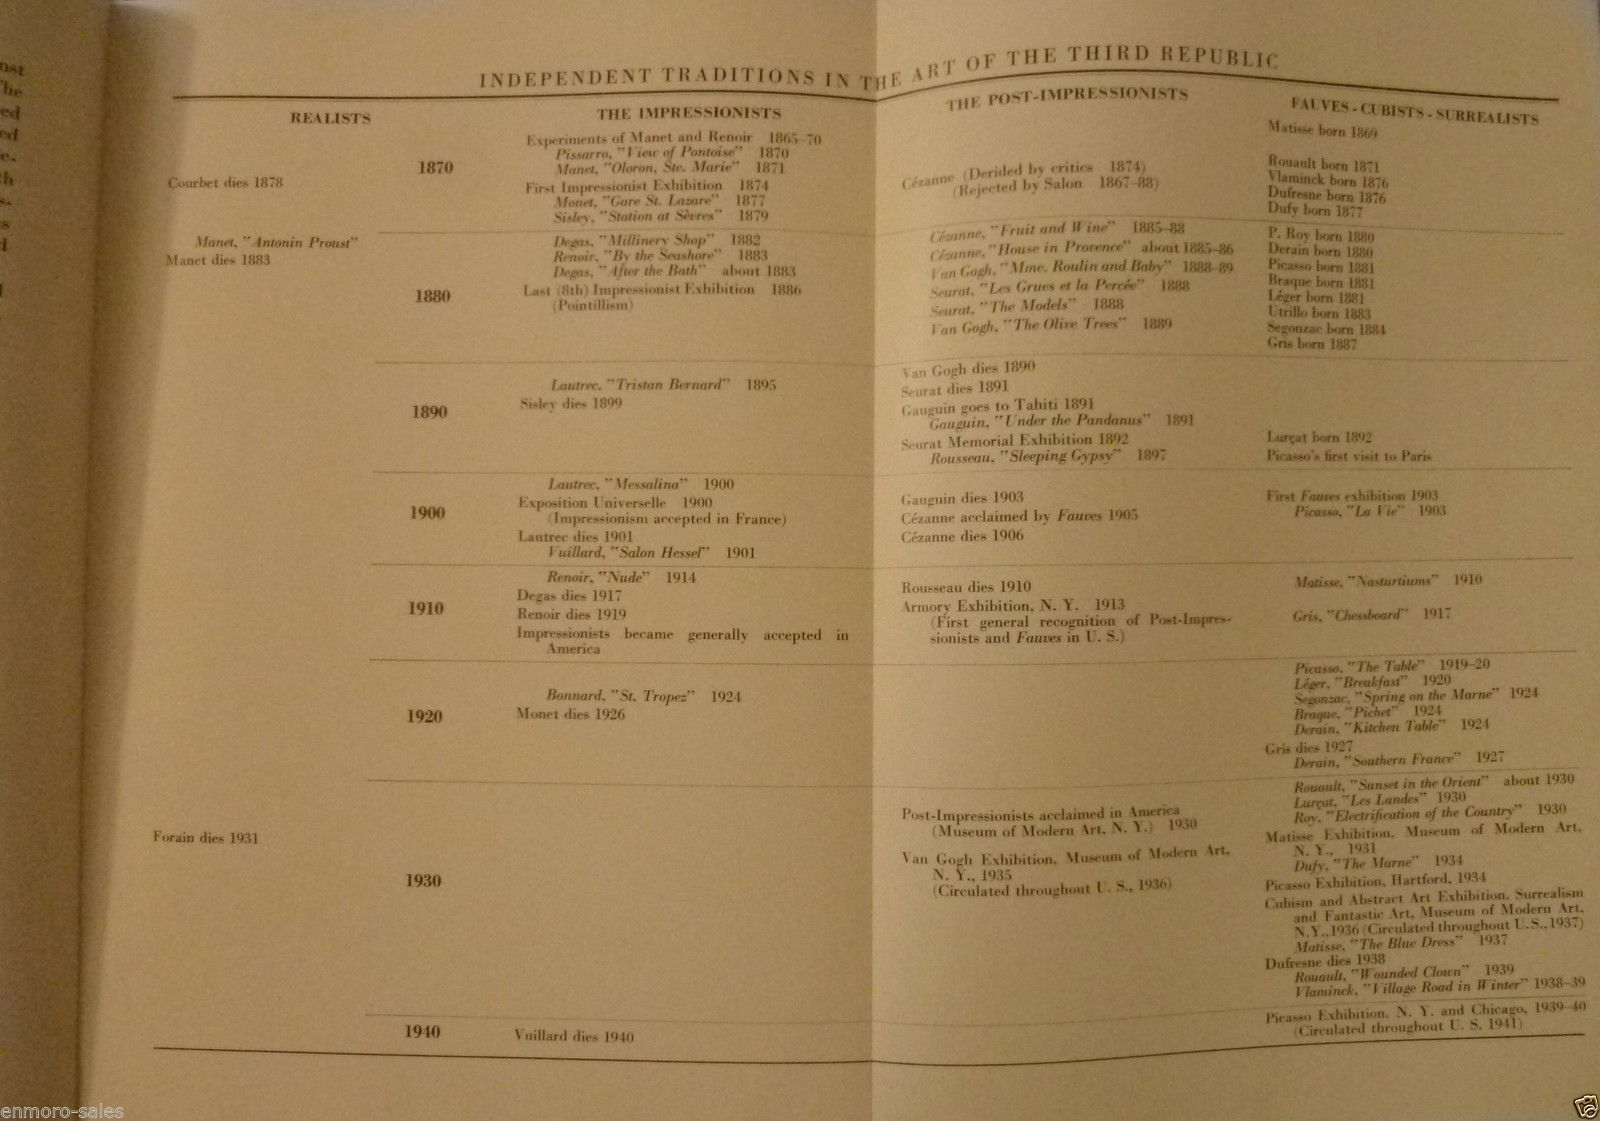 INDEPENDENT TRADITIONS IN THE ART OF THE THIRD REPUBLIC
REALISTS
Courbet dies 1878
Manet, "Antonin Proust"
Manet dies 1883
Forain dies 1931
1870
1880
1890
1900
1910
1920
1930
1940
THE IMPRESSIONISTS
Experiments of Manet and Renoir 1865-70
Pissarro, "View of Pontoise" 1870
Manet, "Oloron, Ste. Marie" 1871
First Impressionist Exhibition 1874
Monet, "Gare St. Lazare" 1877
Sisley, "Station at Sèvres" 1879
Degas, "Millinery Shop" 1882
Renoir, "By the Seashore" 1883
Degas, "After the Bath" about 1883
Last (8th) Impressionist Exhibition 1886
(Pointillism)
Lautrec, "Tristan Bernard" 1895
Sisley dies 1899
Lautrec, "Messalina" 1900
Exposition Universelle 1900
(Impressionism accepted in France)
Lautrec dies 1901
Vuillard, "Salon Hessel" 1901
Renoir, "Nude" 1914
Degas dies 1917
Renoir dies 1919
Impressionists became generally accepted in
America
Bonnard, "St. Tropez" 1924
Monet dies 1926
Vuillard dies 1940
THE POST-IMPRESSIONISTS
Cézanne (Derided by critics 1874)
(Rejected by Salon 1867-88)
Cézanne, "Fruit and Wine" 1885-88
Cézanne, "House in Provence" about 1885-86
Van Gogh, "Mme. Roulin and Baby" 1888-89
Seurat, "Les Grues et la Percée" 1888
Seurat, "The Models" 1888
Van Gogh, "The Olive Trees" 1889
Van Gogh dies 1890
Seurat dies 1891
Gauguin goes to Tahiti 1891
Gauguin, "Under the Pandanus" 1891
Seurat Memorial Exhibition 1892
Rousseau, "Sleeping Gypsy" 1897
Gauguin dies 1903
Cézanne acclaimed by Fauves 1905
Cézanne dies 1906
Rousseau dies 1910
Armory Exhibition, N. Y. 1913
(First general recognition of Post-Impres-
sionists and Fauves in U. S.)
Post-Impressionists acclaimed in America
(Museum of Modern Art, N. Y.) 1930
Van Gogh Exhibition, Museum of Modern Art,
N. Y., 1935
(Circulated throughout U. S., 1936)
FAUVES - CUBISTS - SURREALISTS
Matisse born 1869
Rouault born 1871
Vlaminck born 1876
Dufresne born 1876
Dufy born 1877
P. Roy born 1880
Derain born 1880
Picasso born 1881
Braque born 1881
Léger born 1881
Utrillo born 1883
Segonzac born 1884
Gris born 1887
Lurçat born 1892
Picasso's first visit to Paris
First Fauves exhibition 1903
Picasso, "La Vie" 1903
Matisse, "Nasturtiums" 1910
Gris, "Chessboard" 1917
Picasso, "The Table" 1919-20
Léger, "Breakfast" 1920
Segonzac, "Spring on the Marne" 1924
Braque, "Pichet" 1924
Derain, "Kitchen Table" 1924
Gris dies 1927
Derain, "Southern France" 1927
Rouault, "Sunset in the Orient" about 1930
Lurçat, "Les Landes" 1930
Roy, "Electrification of the Country" 1930
Matisse Exhibition, Museum of Modern Art,
N. Y., 1931
Dufy, "The Marne" 1934
Picasso Exhibition, Hartford, 1934
Cubism and Abstract Art Exhibition, Surrealism
and Fantastic Art, Museum of Modern Art,
N.Y.,1936 (Circulated throughout U.S.,1937)
Matisse, "The Blue Dress" 1937
Dufresne dies 1938
Rouault, "Wounded Clown" 1939
Vlaminck, "Village Road in Winter" 1938-39
Picasso Exhibition, N. Y. and Chicago, 1939-40
(Circulated throughout U. S. 1941)
enmoro-sales